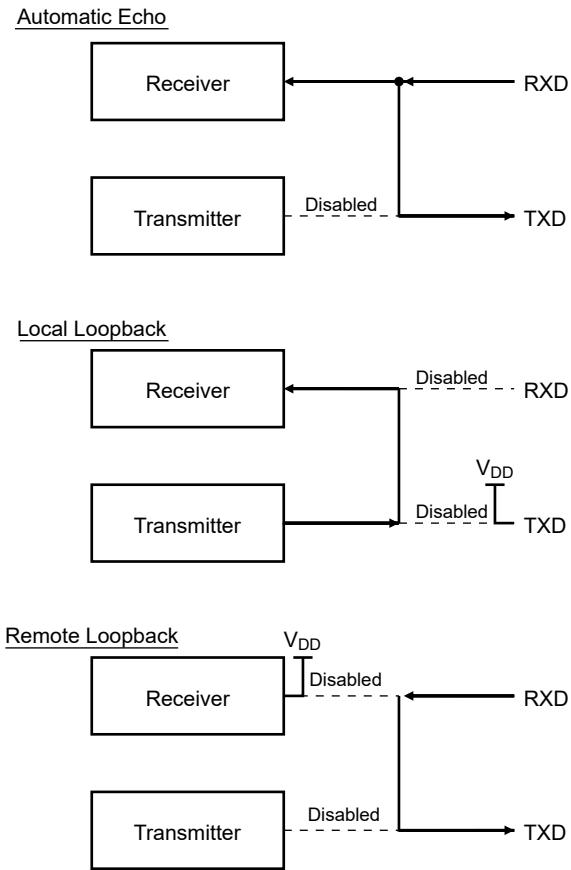 Automatic Echo
Receiver
RXD
Transmitter
Disabled
TXD
Local Loopback
Receiver
Disabled
RXD
VDD
Transmitter
Disabled
TXD
Remote Loopback
VDD
Receiver
Disabled
RXD
Transmitter
Disabled
TXD